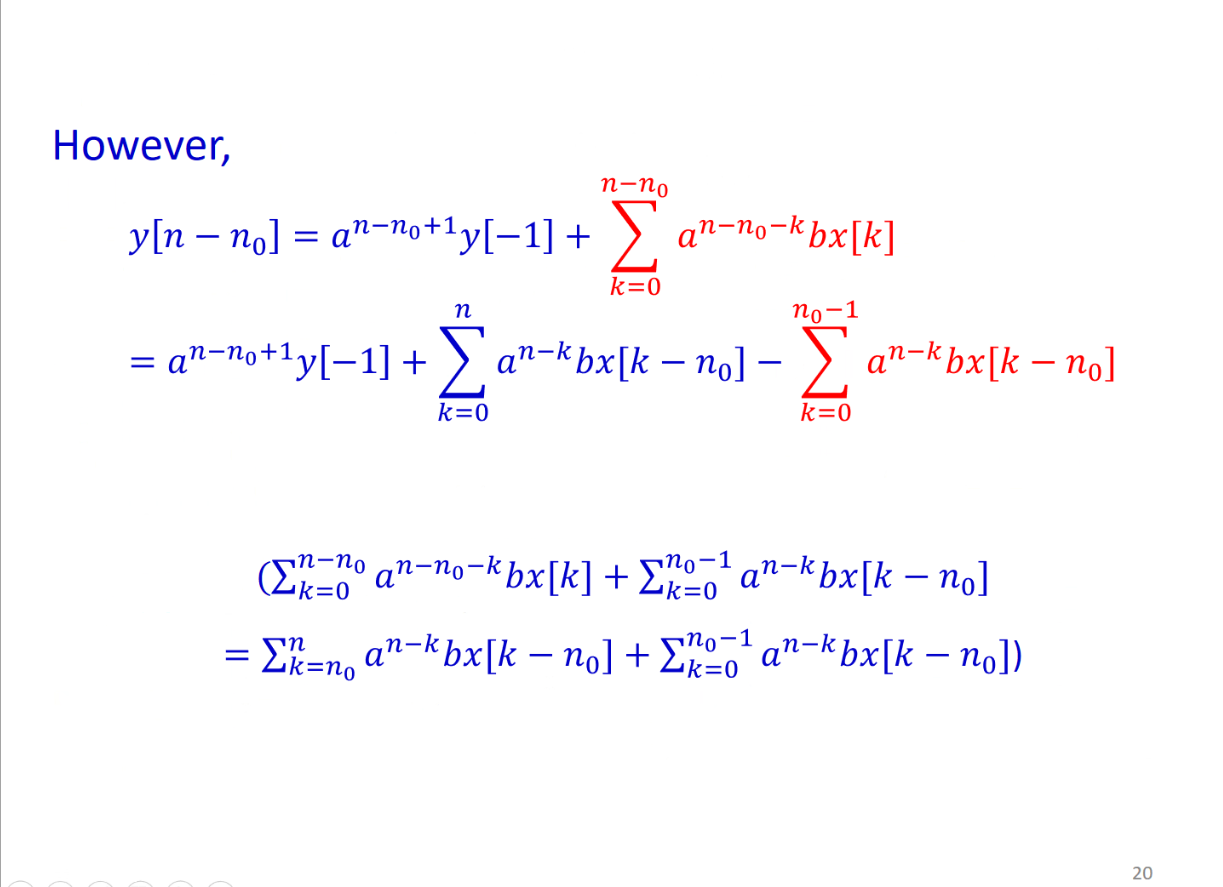 However,
$y[n-n_0] = a^{n-n_0+1}y[-1] + \sum_{k=0}^{n-n_0} a^{n-n_0-k}bx[k]$
$= a^{n-n_0+1}y[-1] + \sum_{k=0}^{n} a^{n-k}bx[k-n_0] - \sum_{k=0}^{n_0-1} a^{n-k}bx[k-n_0]$
$(\sum_{k=0}^{n-n_0} a^{n-n_0-k}bx[k] + \sum_{k=0}^{n_0-1} a^{n-k}bx[k-n_0]$
$= \sum_{k=n_0}^{n} a^{n-k}bx[k-n_0] + \sum_{k=0}^{n_0-1} a^{n-k}bx[k-n_0])$
20